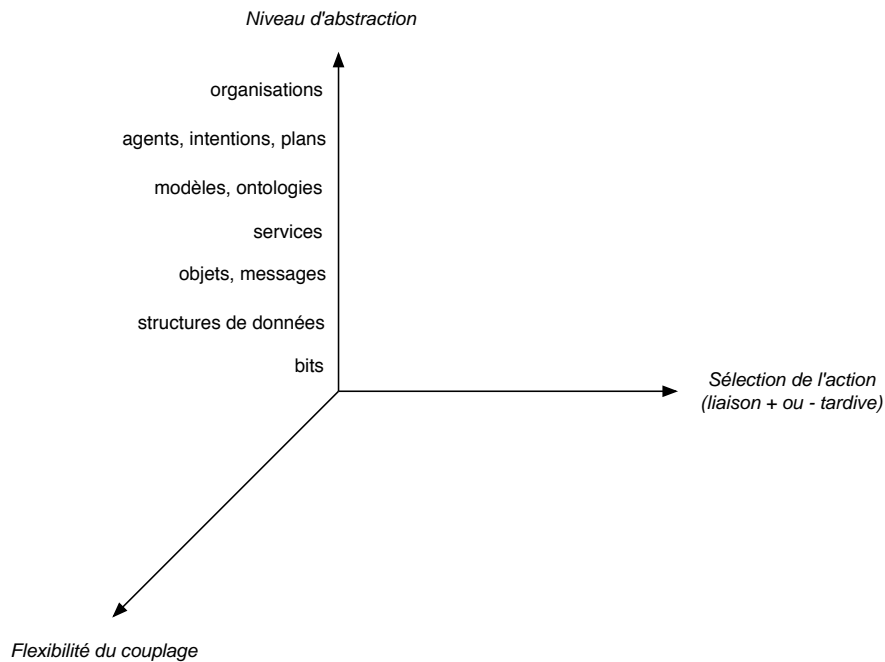 Niveau d'abstraction
organisations
agents, intentions, plans
modèles, ontologies
services
objets, messages
structures de données
bits
Sélection de l'action
(liaison + ou - tardive)
Flexibilité du couplage